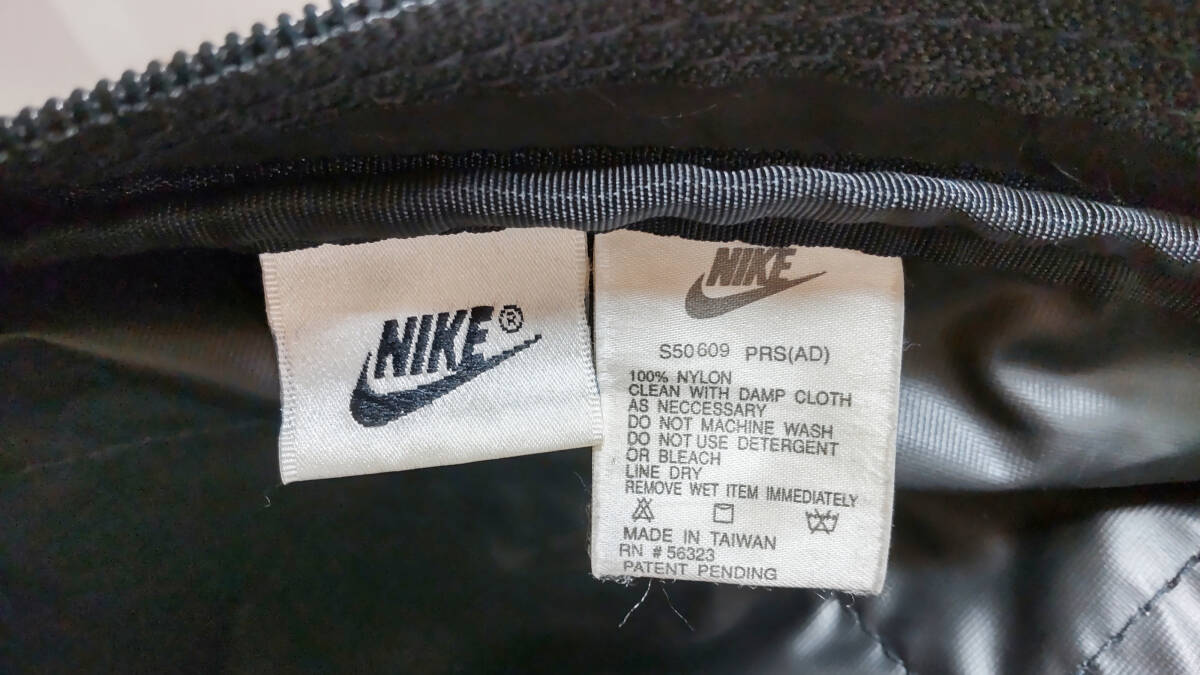 NIKE®
NIKE
S50609 PRS(AD)
100% NYLON
CLEAN WITH DAMP CLOTH
AS NECCESSARY
DO NOT MACHINE WASH
DO NOT USE DETERGENT
OR BLEACH
LINE DRY
REMOVE WET ITEM IMMEDIATELY
MADE IN TAIWAN
RN # 56323
PATENT PENDING